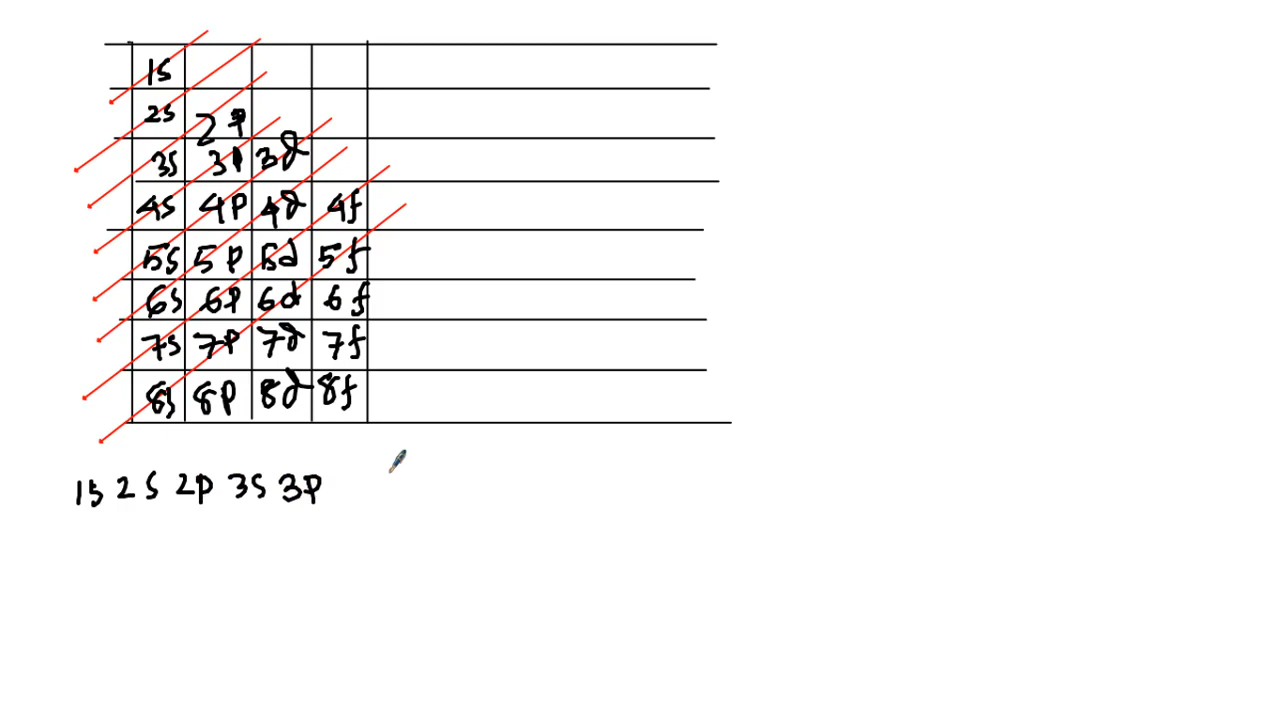 1s
2s 2p
3s 3p 3d
4s 4p 4d 4f
5s 5p 5d 5f
6s 6p 6d 6f
7s 7p 7d 7f
8s 8p 8d 8f
1s 2s 2p 3s 3p